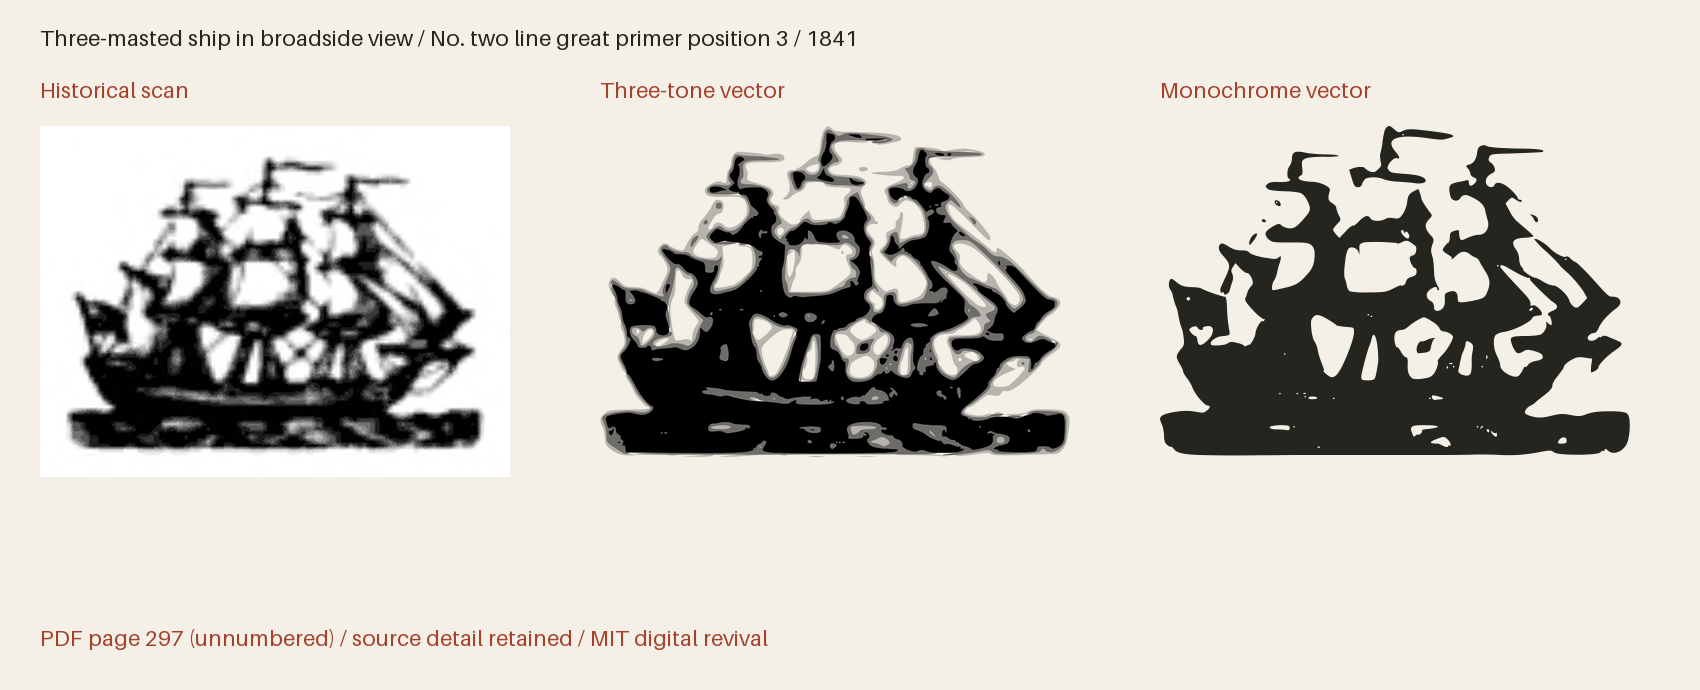 Three-masted ship in broadside view / No. two line great primer position 3 / 1841
Historical scan
Three-tone vector
Monochrome vector
PDF page 297 (unnumbered) / source detail retained / MIT digital revival